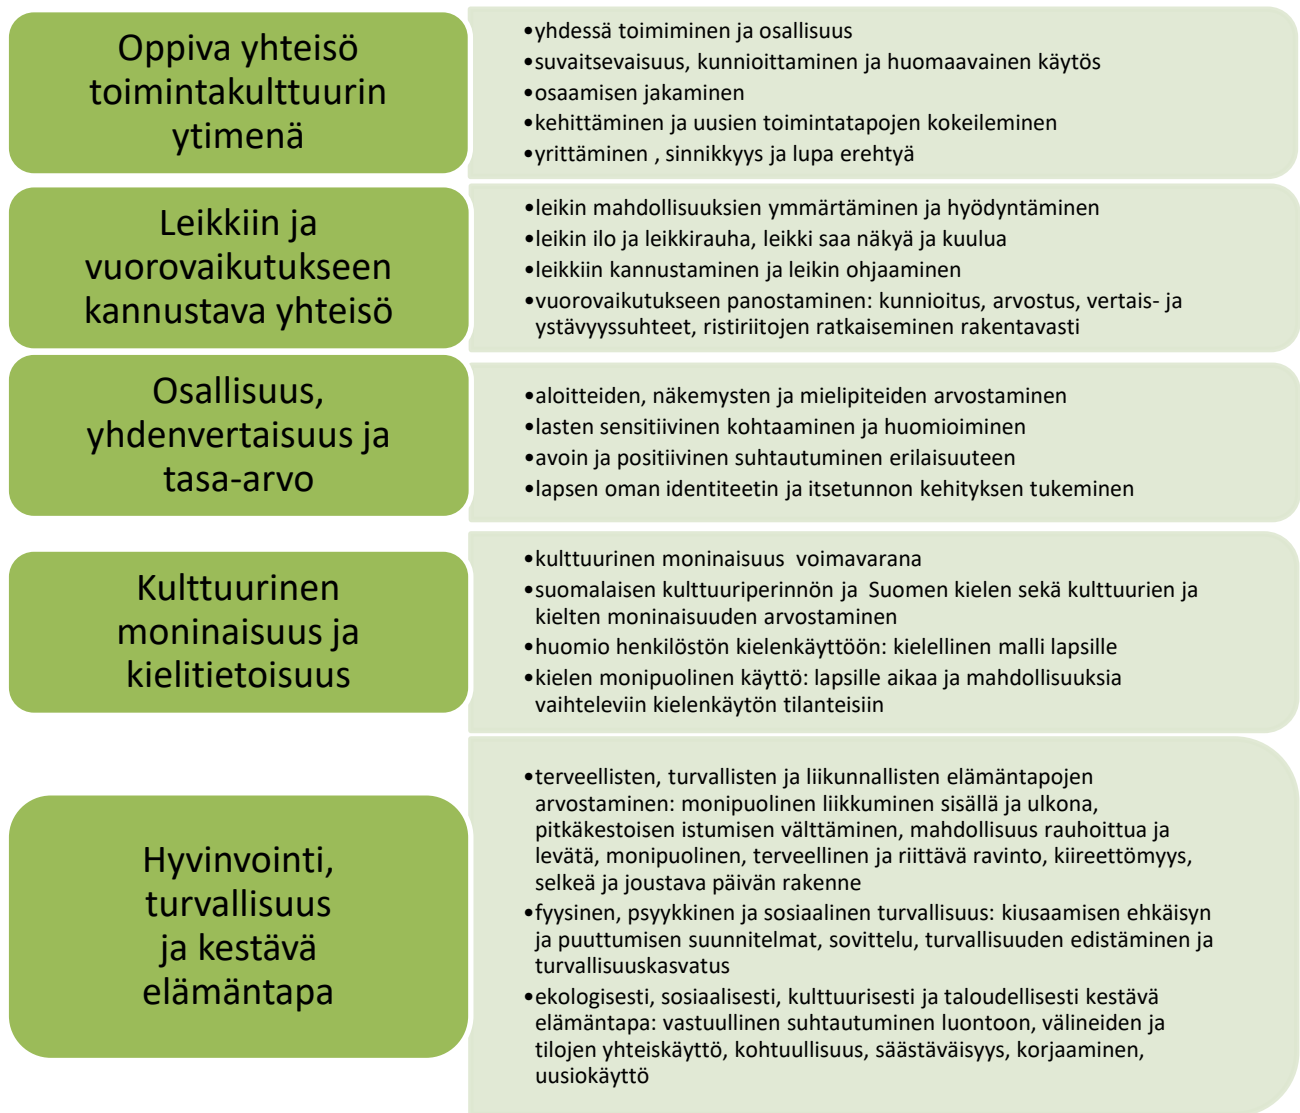 Oppiva yhteisö
toimintakulttuurin
ytimenä
•yhdessä toimiminen ja osallisuus
•suvaitsevaisuus, kunnioittaminen ja huomaavainen käytös
•osaamisen jakaminen
•kehittäminen ja uusien toimintatapojen kokeileminen
•yrittäminen , sinnikkyys ja lupa erehtyä
Leikkiin ja
vuorovaikutukseen
kannustava yhteisö
•leikin mahdollisuuksien ymmärtäminen ja hyödyntäminen
•leikin ilo ja leikkirauha, leikki saa näkyä ja kuulua
•leikkiin kannustaminen ja leikin ohjaaminen
•vuorovaikutukseen panostaminen: kunnioitus, arvostus, vertais- ja
ystävyyssuhteet, ristiriitojen ratkaiseminen rakentavasti
Osallisuus,
yhdenvertaisuus ja
tasa-arvo
•aloitteiden, näkemysten ja mielipiteiden arvostaminen
•lasten sensitiivinen kohtaaminen ja huomioiminen
•avoin ja positiivinen suhtautuminen erilaisuuteen
•lapsen oman identiteetin ja itsetunnon kehityksen tukeminen
Kulttuurinen
moninaisuus ja
kielitietoisuus
•kulttuurinen moninaisuus voimavarana
•suomalaisen kulttuuriperinnön ja Suomen kielen sekä kulttuurien ja
kielten moninaisuuden arvostaminen
•huomio henkilöstön kielenkäyttöön: kielellinen malli lapsille
•kielen monipuolinen käyttö: lapsille aikaa ja mahdollisuuksia
vaihteleviin kielenkäytön tilanteisiin
Hyvinvointi,
turvallisuus
ja kestävä
elämäntapa
•terveellisten, turvallisten ja liikunnallisten elämäntapojen
arvostaminen: monipuolinen liikkuminen sisällä ja ulkona,
pitkäkestoisen istumisen välttäminen, mahdollisuus rauhoittua ja
levätä, monipuolinen, terveellinen ja riittävä ravinto, kiireettömyys,
selkeä ja joustava päivän rakenne
•fyysinen, psyykkinen ja sosiaalinen turvallisuus: kiusaamisen ehkäisyn
ja puuttumisen suunnitelmat, sovittelu, turvallisuuden edistäminen ja
turvallisuuskasvatus
•ekologisesti, sosiaalisesti, kulttuurisesti ja taloudellisesti kestävä
elämäntapa: vastuullinen suhtautuminen luontoon, välineiden ja
tilojen yhteiskäyttö, kohtuullisuus, säästäväisyys, korjaaminen,
uusiokäyttö